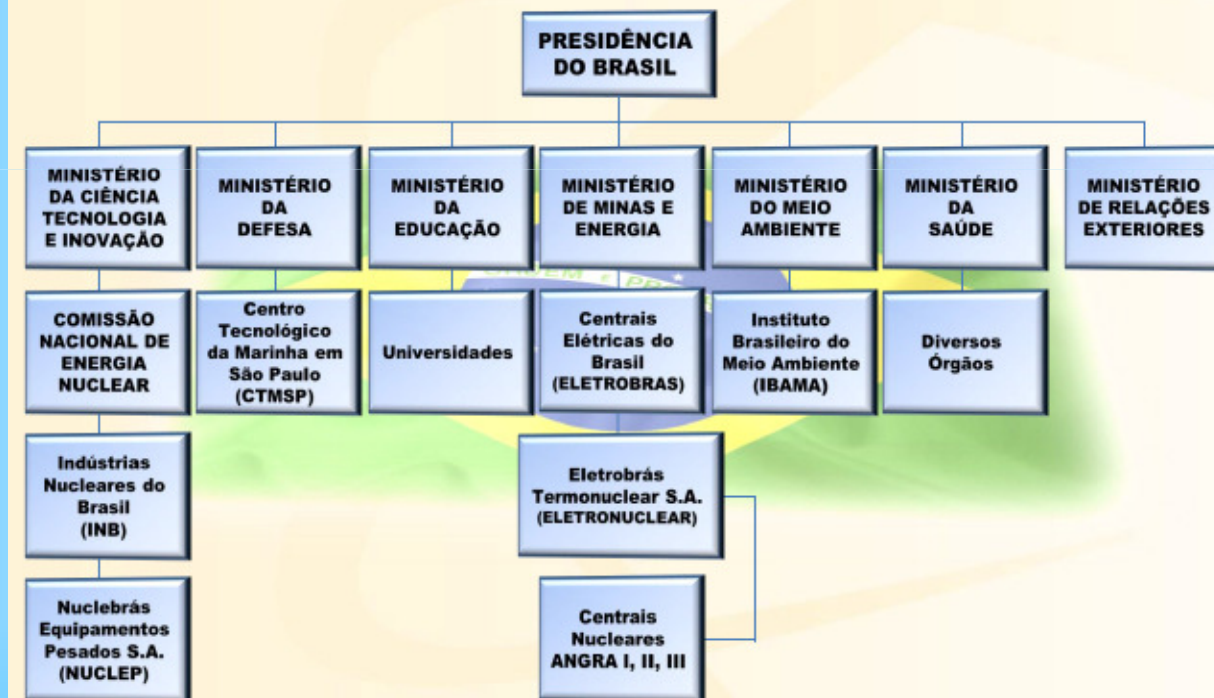 PRESIDÊNCIA
DO BRASIL
MINISTÉRIO
DA CIÊNCIA
TECNOLOGIA
E INOVAÇÃO
MINISTÉRIO
DA
DEFESA
MINISTÉRIO
DA
EDUCAÇÃO
MINISTÉRIO
DE MINAS E
ENERGIA
MINISTÉRIO
DO MEIO
AMBIENTE
MINISTÉRIO
DA
SAÚDE
MINISTÉRIO
DE RELAÇÕES
EXTERIORES
COMISSÃO
NACIONAL DE
ENERGIA
NUCLEAR
Centro
Tecnológico
da Marinha em
São Paulo
(CTMSP)
Universidades
Centrais
Elétricas do
Brasil
(ELETROBRAS)
Instituto
Brasileiro do
Meio Ambiente
(IBAMA)
Diversos
Órgãos
Indústrias
Nucleares do
Brasil
(INB)
Eletrobrás
Termonuclear S.A.
(ELETRONUCLEAR)
Nuclebrás
Equipamentos
Pesados S.A.
(NUCLEP)
Centrais
Nucleares
ANGRA I, II, III